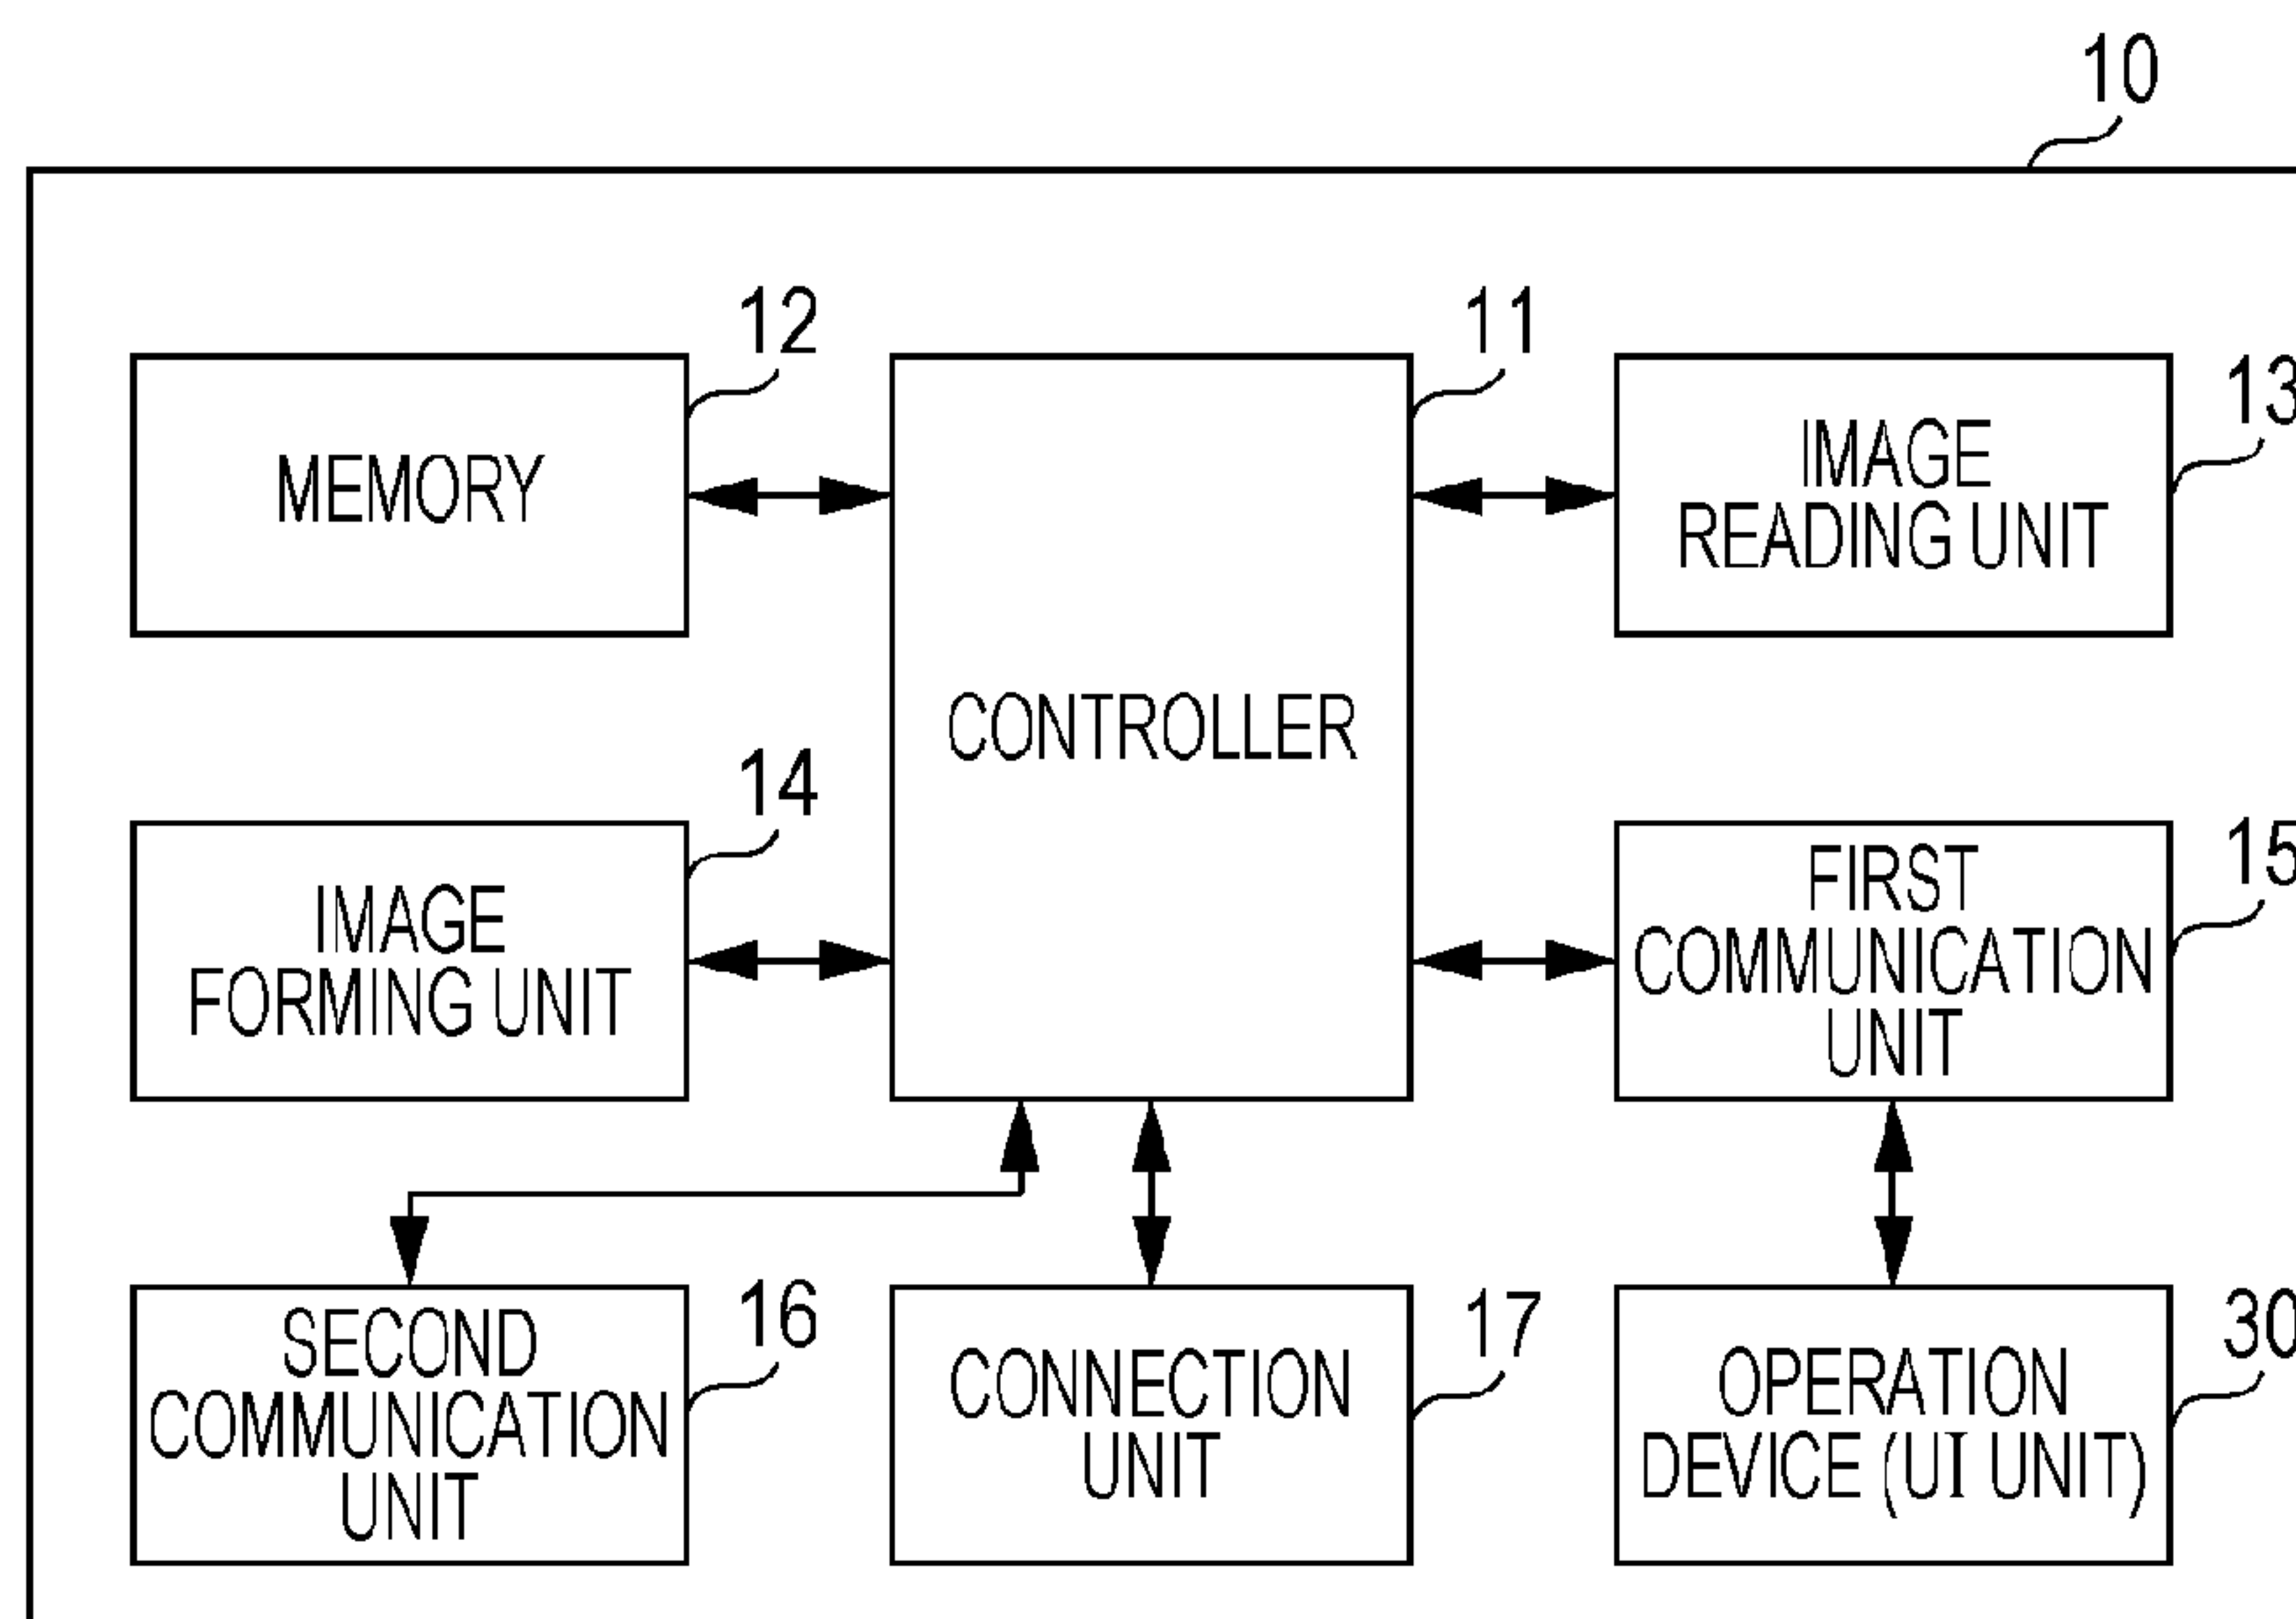 10
12
MEMORY
11
CONTROLLER
13
IMAGE
READING UNIT
14
IMAGE
FORMING UNIT
15
FIRST
COMMUNICATION
UNIT
16
SECOND
COMMUNICATION
UNIT
17
CONNECTION
UNIT
30
OPERATION
DEVICE (UI UNIT)